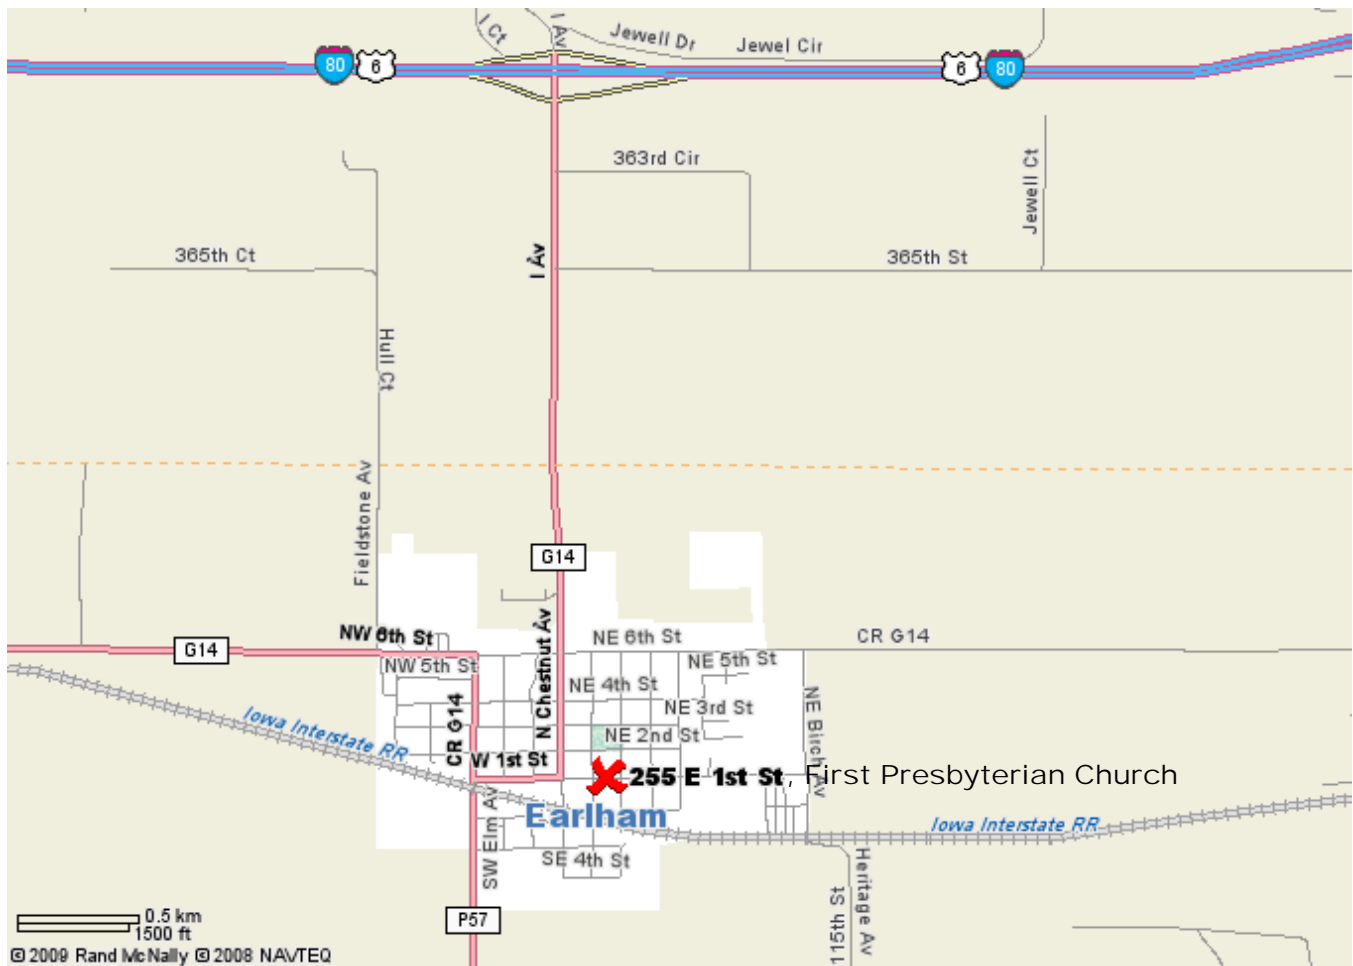 I Ct
I Av
Jewell Dr
Jewel Cir
80
6
6
80
363rd Cir
Jewell Ct
365th Ct
I Av
365th St
Hull Ct
Fieldstone Av
G14
NW 6th St
N Chestnut Av
NE 6th St
CR G14
G14
NW 5th St
NE 5th St
NE 4th St
NE 3rd St
NE Birch Av
Iowa Interstate RR
CR G14
NE 2nd St
W 1st St
255 E 1st St, First Presbyterian Church
Earlham
Iowa Interstate RR
SW Elm Av
SE 4th St
Heritage Av
115th St
P57
0.5 km
1500 ft
© 2009 Rand McNally © 2008 NAVTEQ